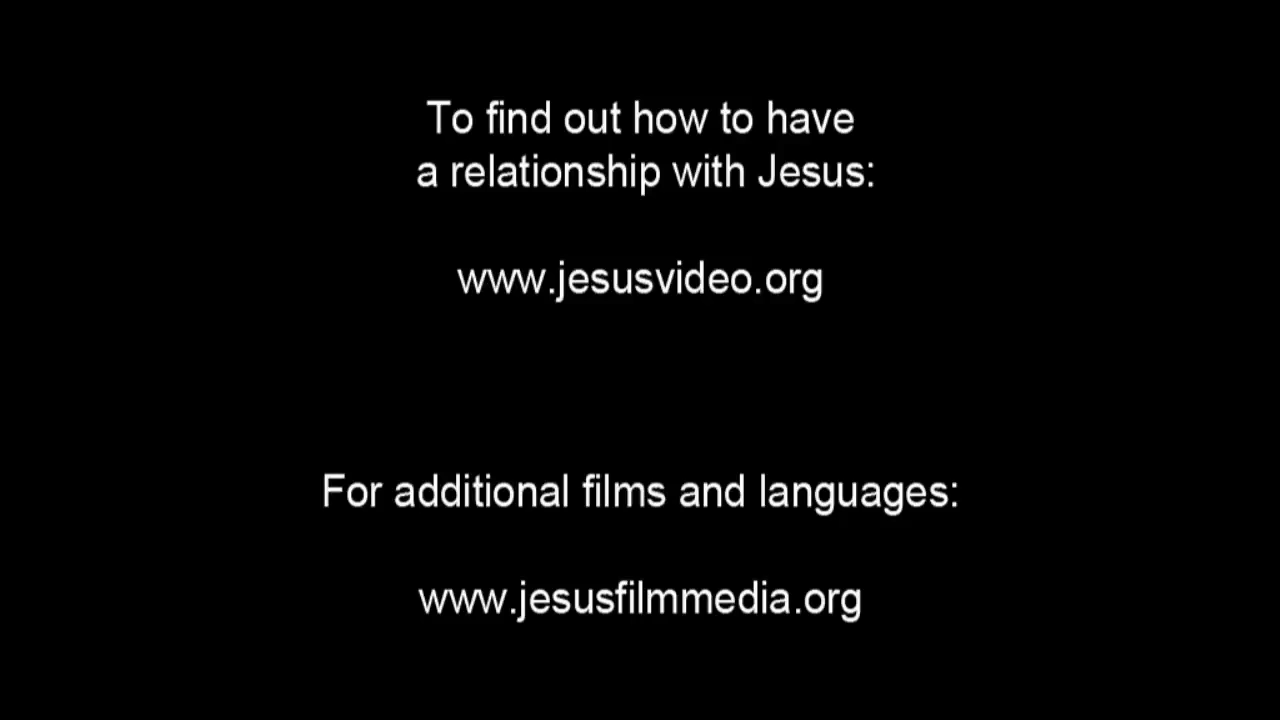 To find out how to have
a relationship with Jesus:
www.jesusvideo.org
For additional films and languages:
www.jesusfilmmedia.org